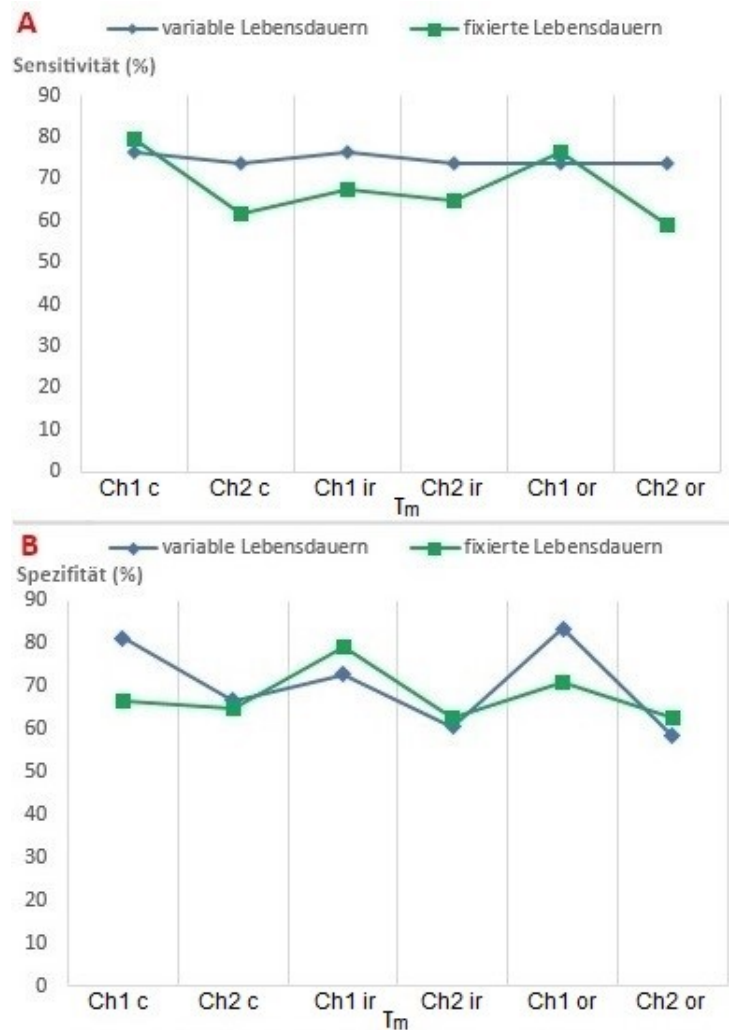 A
variable Lebensdauern fixierte Lebensdauern
Sensitivität (%)
90
80
70
60
50
40
30
20
10
0
Ch1 c Ch2 c Ch1 ir Ch2 ir Ch1 or Ch2 or
Tm
B
variable Lebensdauern fixierte Lebensdauern
Spezifität (%)
90
80
70
60
50
40
30
20
10
0
Ch1 c Ch2 c Ch1 ir Ch2 ir Ch1 or Ch2 or
Tm